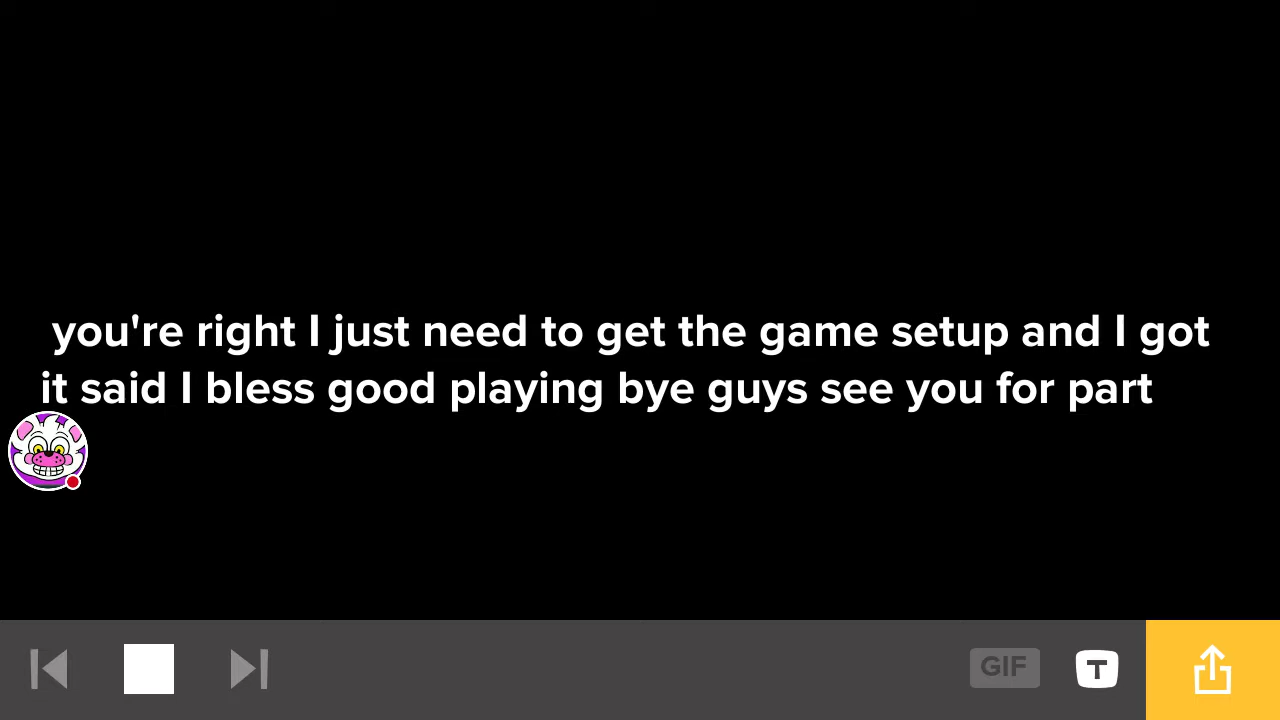 you're right I just need to get the game setup and I got
it said I bless good playing bye guys see you for part
GIF
T